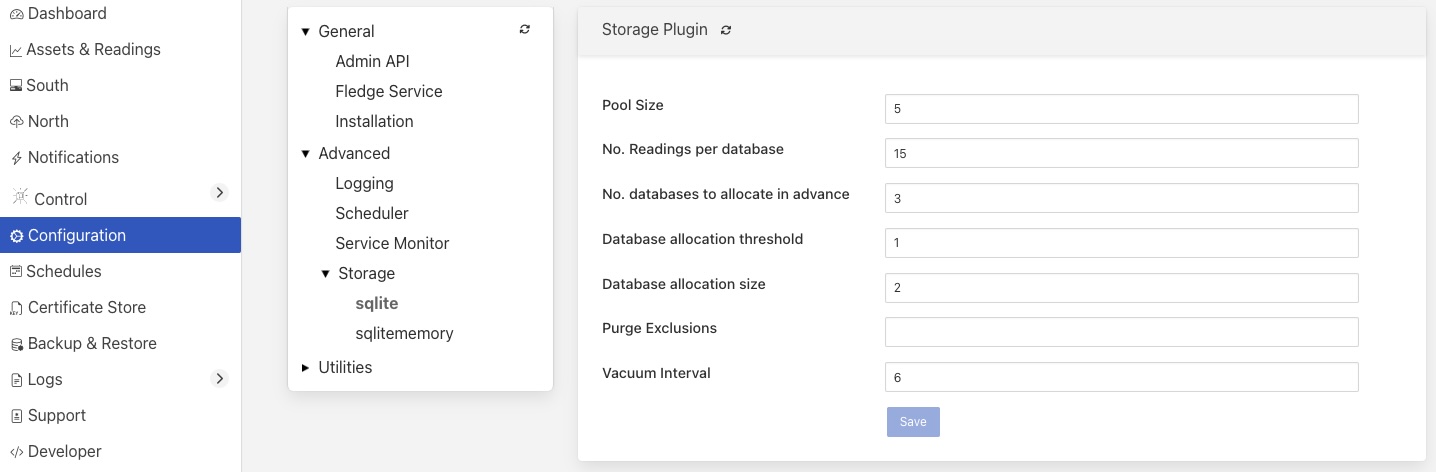 Dashboard
Assets & Readings
South
North
Notifications
Control
Configuration
Schedules
Certificate Store
Backup & Restore
Logs
Support
Developer
General
Admin API
Fledge Service
Installation
Advanced
Logging
Scheduler
Service Monitor
Storage
sqlite
sqlitememory
Utilities
Storage Plugin
Pool Size 5
No. Readings per database 15
No. databases to allocate in advance 3
Database allocation threshold 1
Database allocation size 2
Purge Exclusions
Vacuum Interval 6
Save